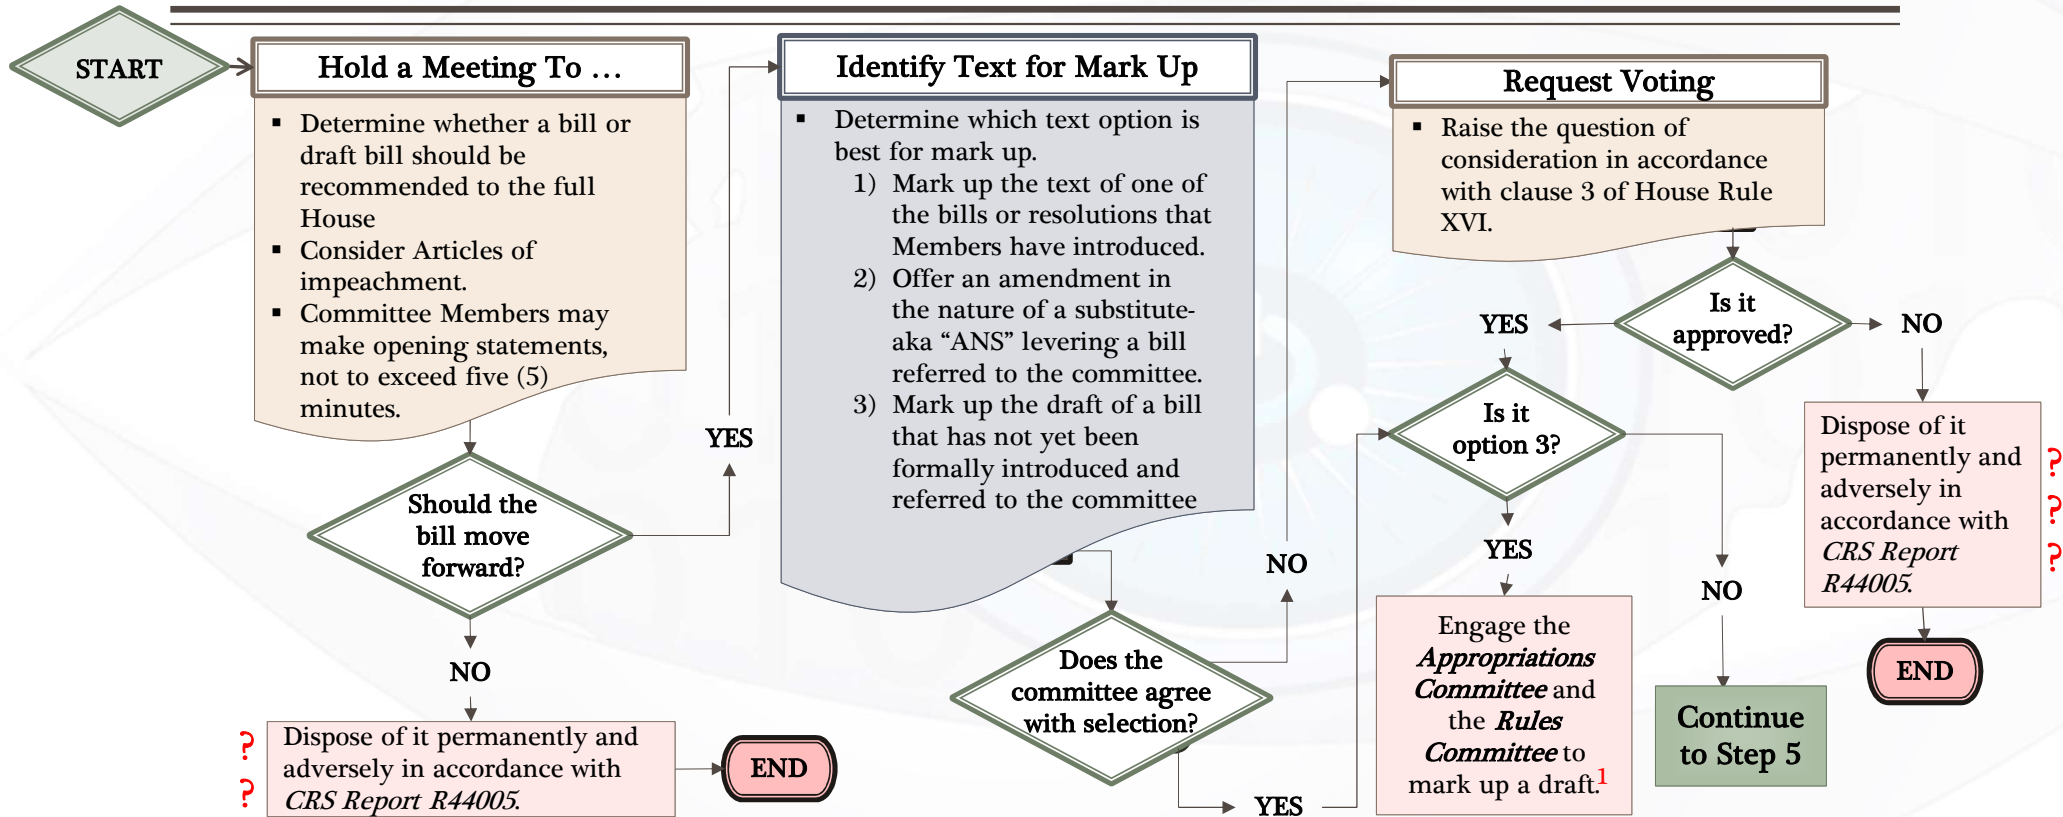 START
Hold a Meeting To …
▪ Determine whether a bill or
draft bill should be
recommended to the full
House
▪ Consider Articles of
impeachment.
▪ Committee Members may
make opening statements,
not to exceed five (5)
minutes.
Should the
bill move
forward?
YES
NO
?
?
Dispose of it permanently and
adversely in accordance with
CRS Report R44005.
END
Identify Text for Mark Up
▪ Determine which text option is
best for mark up.
1) Mark up the text of one of
the bills or resolutions that
Members have introduced.
2) Offer an amendment in
the nature of a substitute-
aka “ANS” levering a bill
referred to the committee.
3) Mark up the draft of a bill
that has not yet been
formally introduced and
referred to the committee
Does the
committee agree
with selection?
NO
YES
Request Voting
▪ Raise the question of
consideration in accordance
with clause 3 of House Rule
XVI.
Is it
approved?
YES
NO
Is it
option 3?
YES
NO
Engage the
Appropriations
Committee and
the Rules
Committee to
mark up a draft.1
Continue
to Step 5
Dispose of it
permanently and
adversely in
accordance with
CRS Report
R44005.
?
?
?
END